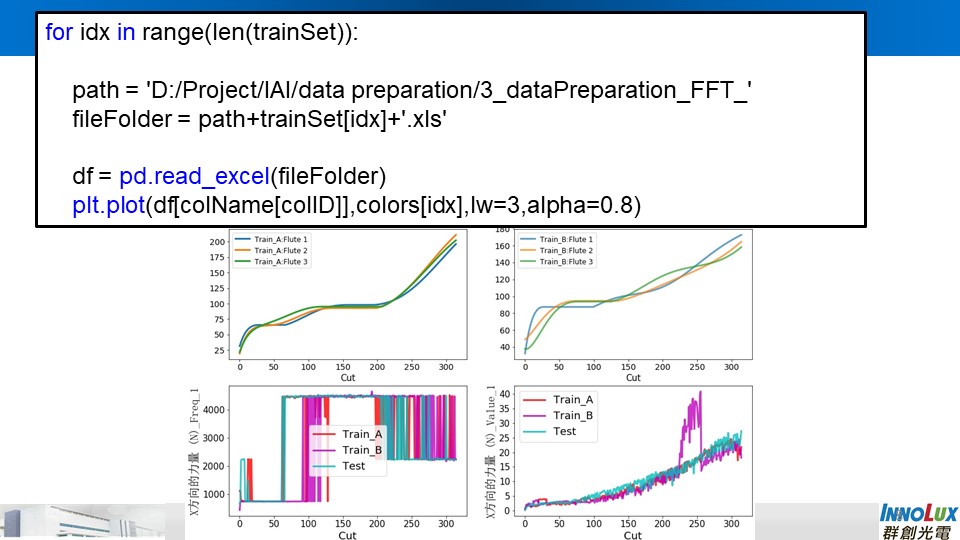 for idx in range(len(trainSet)):
path = 'D:/Project/IAI/data preparation/3_dataPreparation_FFT_'
fileFolder = path+trainSet[idx]+'.xls'
df = pd.read_excel(fileFolder)
plt.plot(df[colName[colID]],colors[idx],lw=3,alpha=0.8)
200
175
150
125
100
75
50
25
Train_A:Flute 1
Train_A:Flute 2
Train_A:Flute 3
0 50 100 150 200 250 300
Cut
180
160
140
120
100
80
60
40
Train_B:Flute 1
Train_B:Flute 2
Train_B:Flute 3
0 50 100 150 200 250 300
Cut
X方向的力量 (N)_Freq_1
4000
3000
2000
1000
Train_A
Train_B
Test
0 50 100 150 200 250 300
Cut
X方向的力量 (N)_Value_1
40
35
30
25
20
15
10
5
0
Train_A
Train_B
Test
0 50 100 150 200 250 300
Cut
INNOLUX
群創光電